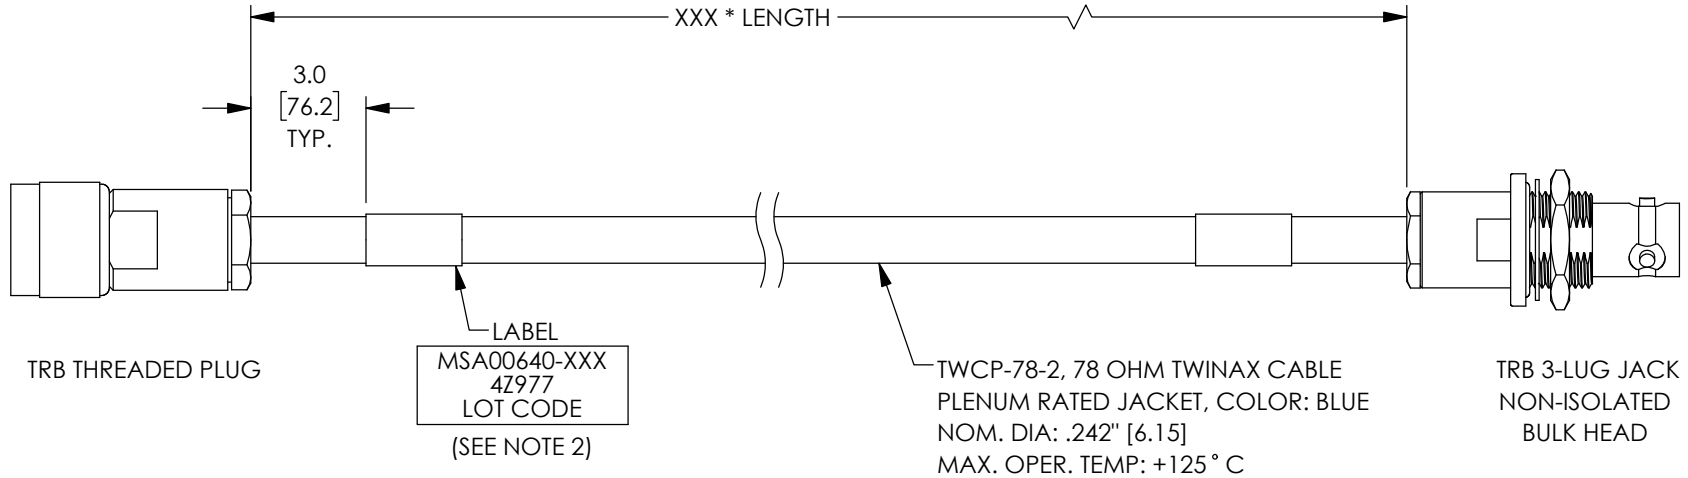 XXX * LENGTH
3.0
[76.2]
TYP.
LABEL
MSA00640-XXX
4Z977
LOT CODE
(SEE NOTE 2)
TRB THREADED PLUG
TWCP-78-2, 78 OHM TWINAX CABLE
PLENUM RATED JACKET, COLOR: BLUE
NOM. DIA: .242" [6.15]
MAX. OPER. TEMP: +125° C
TRB 3-LUG JACK
NON-ISOLATED
BULK HEAD